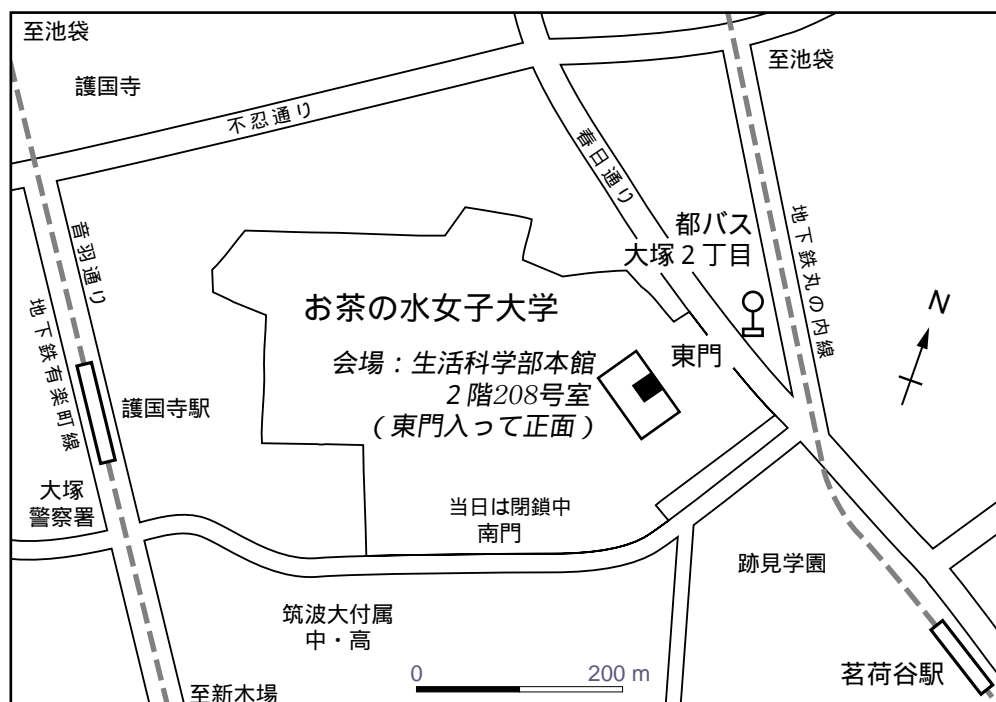 至池袋
護国寺
不忍通り
至池袋
春日通り
都バス
大塚２丁目
音羽通り
地下鉄丸の内線
お茶の水女子大学
N
地下鉄有楽町線
会場：生活科学部本館
２階208号室
（東門入って正面）
東門
護国寺駅
大塚
警察署
当日は閉鎖中
南門
跡見学園
筑波大付属
中・高
茗荷谷駅
至新木場
0
200 m